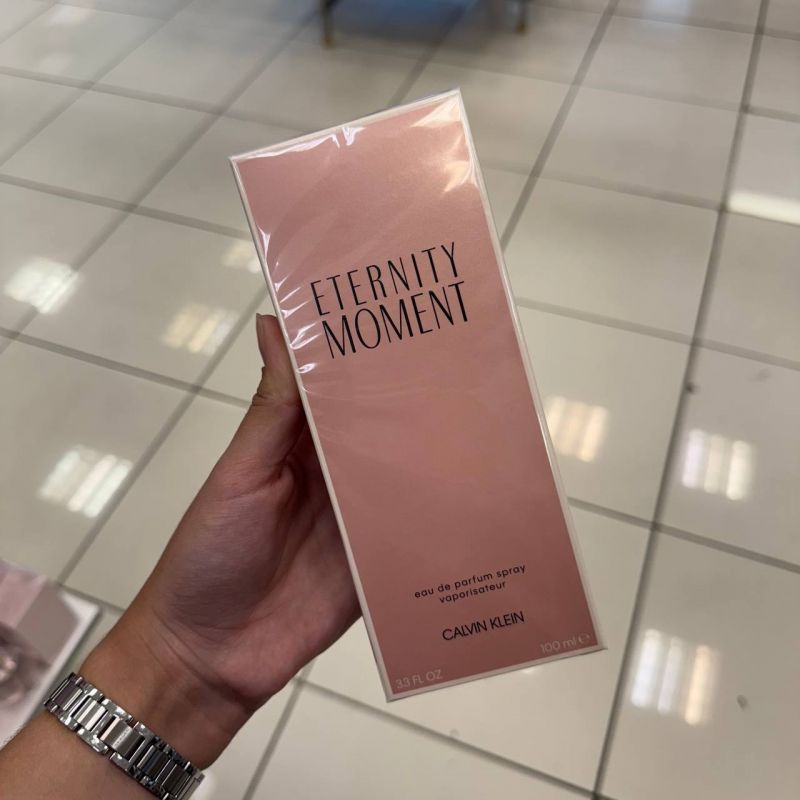 ETERNITY
MOMENT
eau de parfum spray
vaporisateur
CALVIN KLEIN
3.3 FL OZ
100 ml ℮